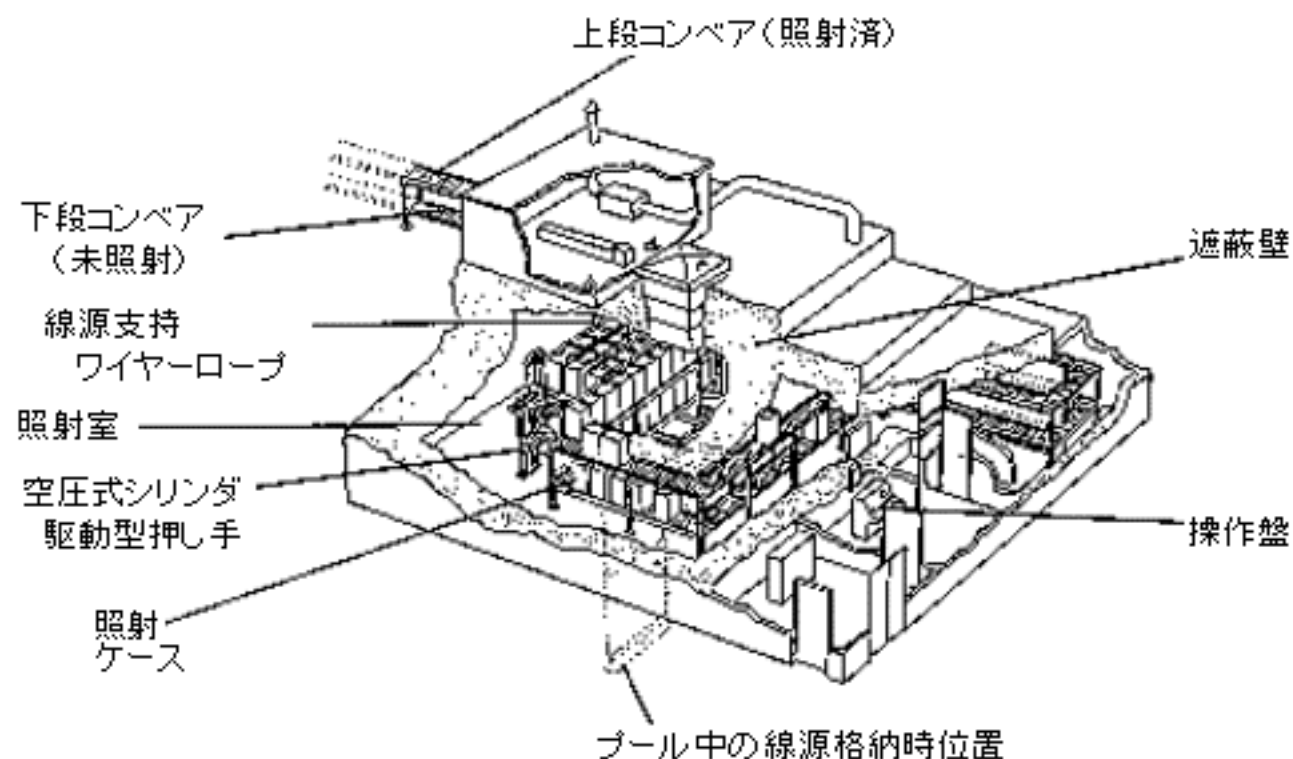 上段コンベア(照射済)
下段コンベア
(未照射)
遮蔽壁
線源支持
ワイヤーロープ
照射室
空圧式シリンダ
駆動型押し手
操作盤
照射
ケース
プール中の線源格納時位置